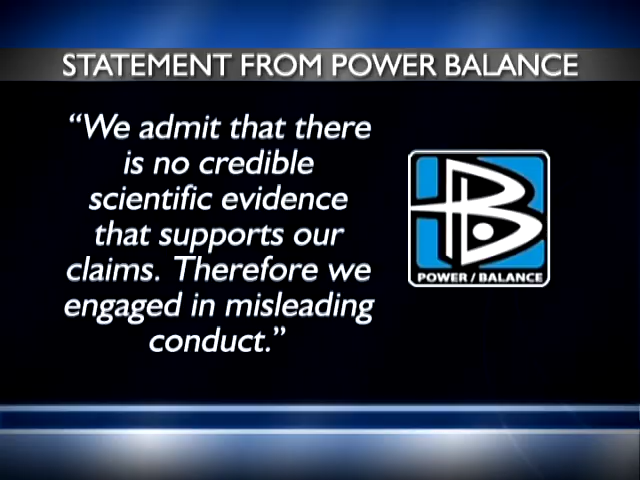 STATEMENT FROM POWER BALANCE
“We admit that there
is no credible
scientific evidence
that supports our
claims. Therefore we
engaged in misleading
conduct.”
POWER / BALANCE